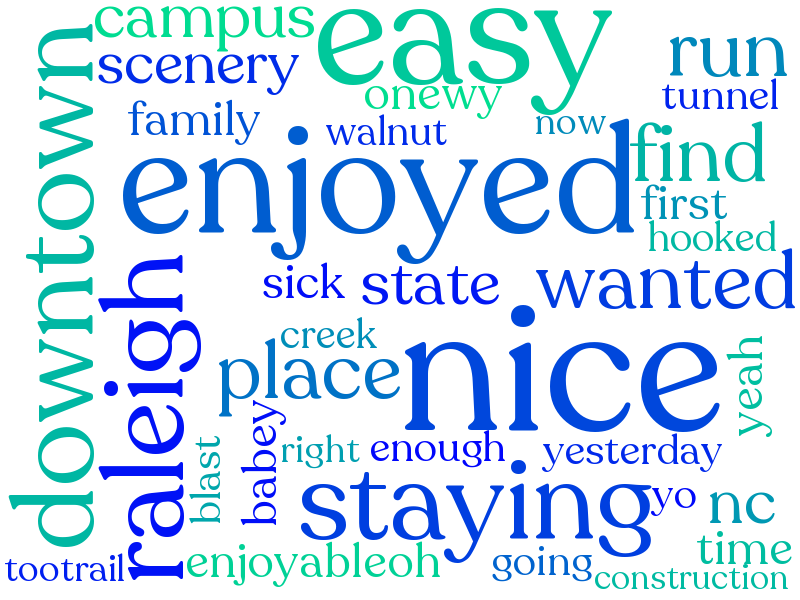 campus
easy
run
scenery
onewy
tunnel
family
walnut
now
find
downtown
enjoyed
first
hooked
raleigh
sick
state
wanted
creek
nice
place
yeah
babey
blast
right
enough
yesterday
staying
yo
nc
time
tootrail
enjoyableoh
going
construction